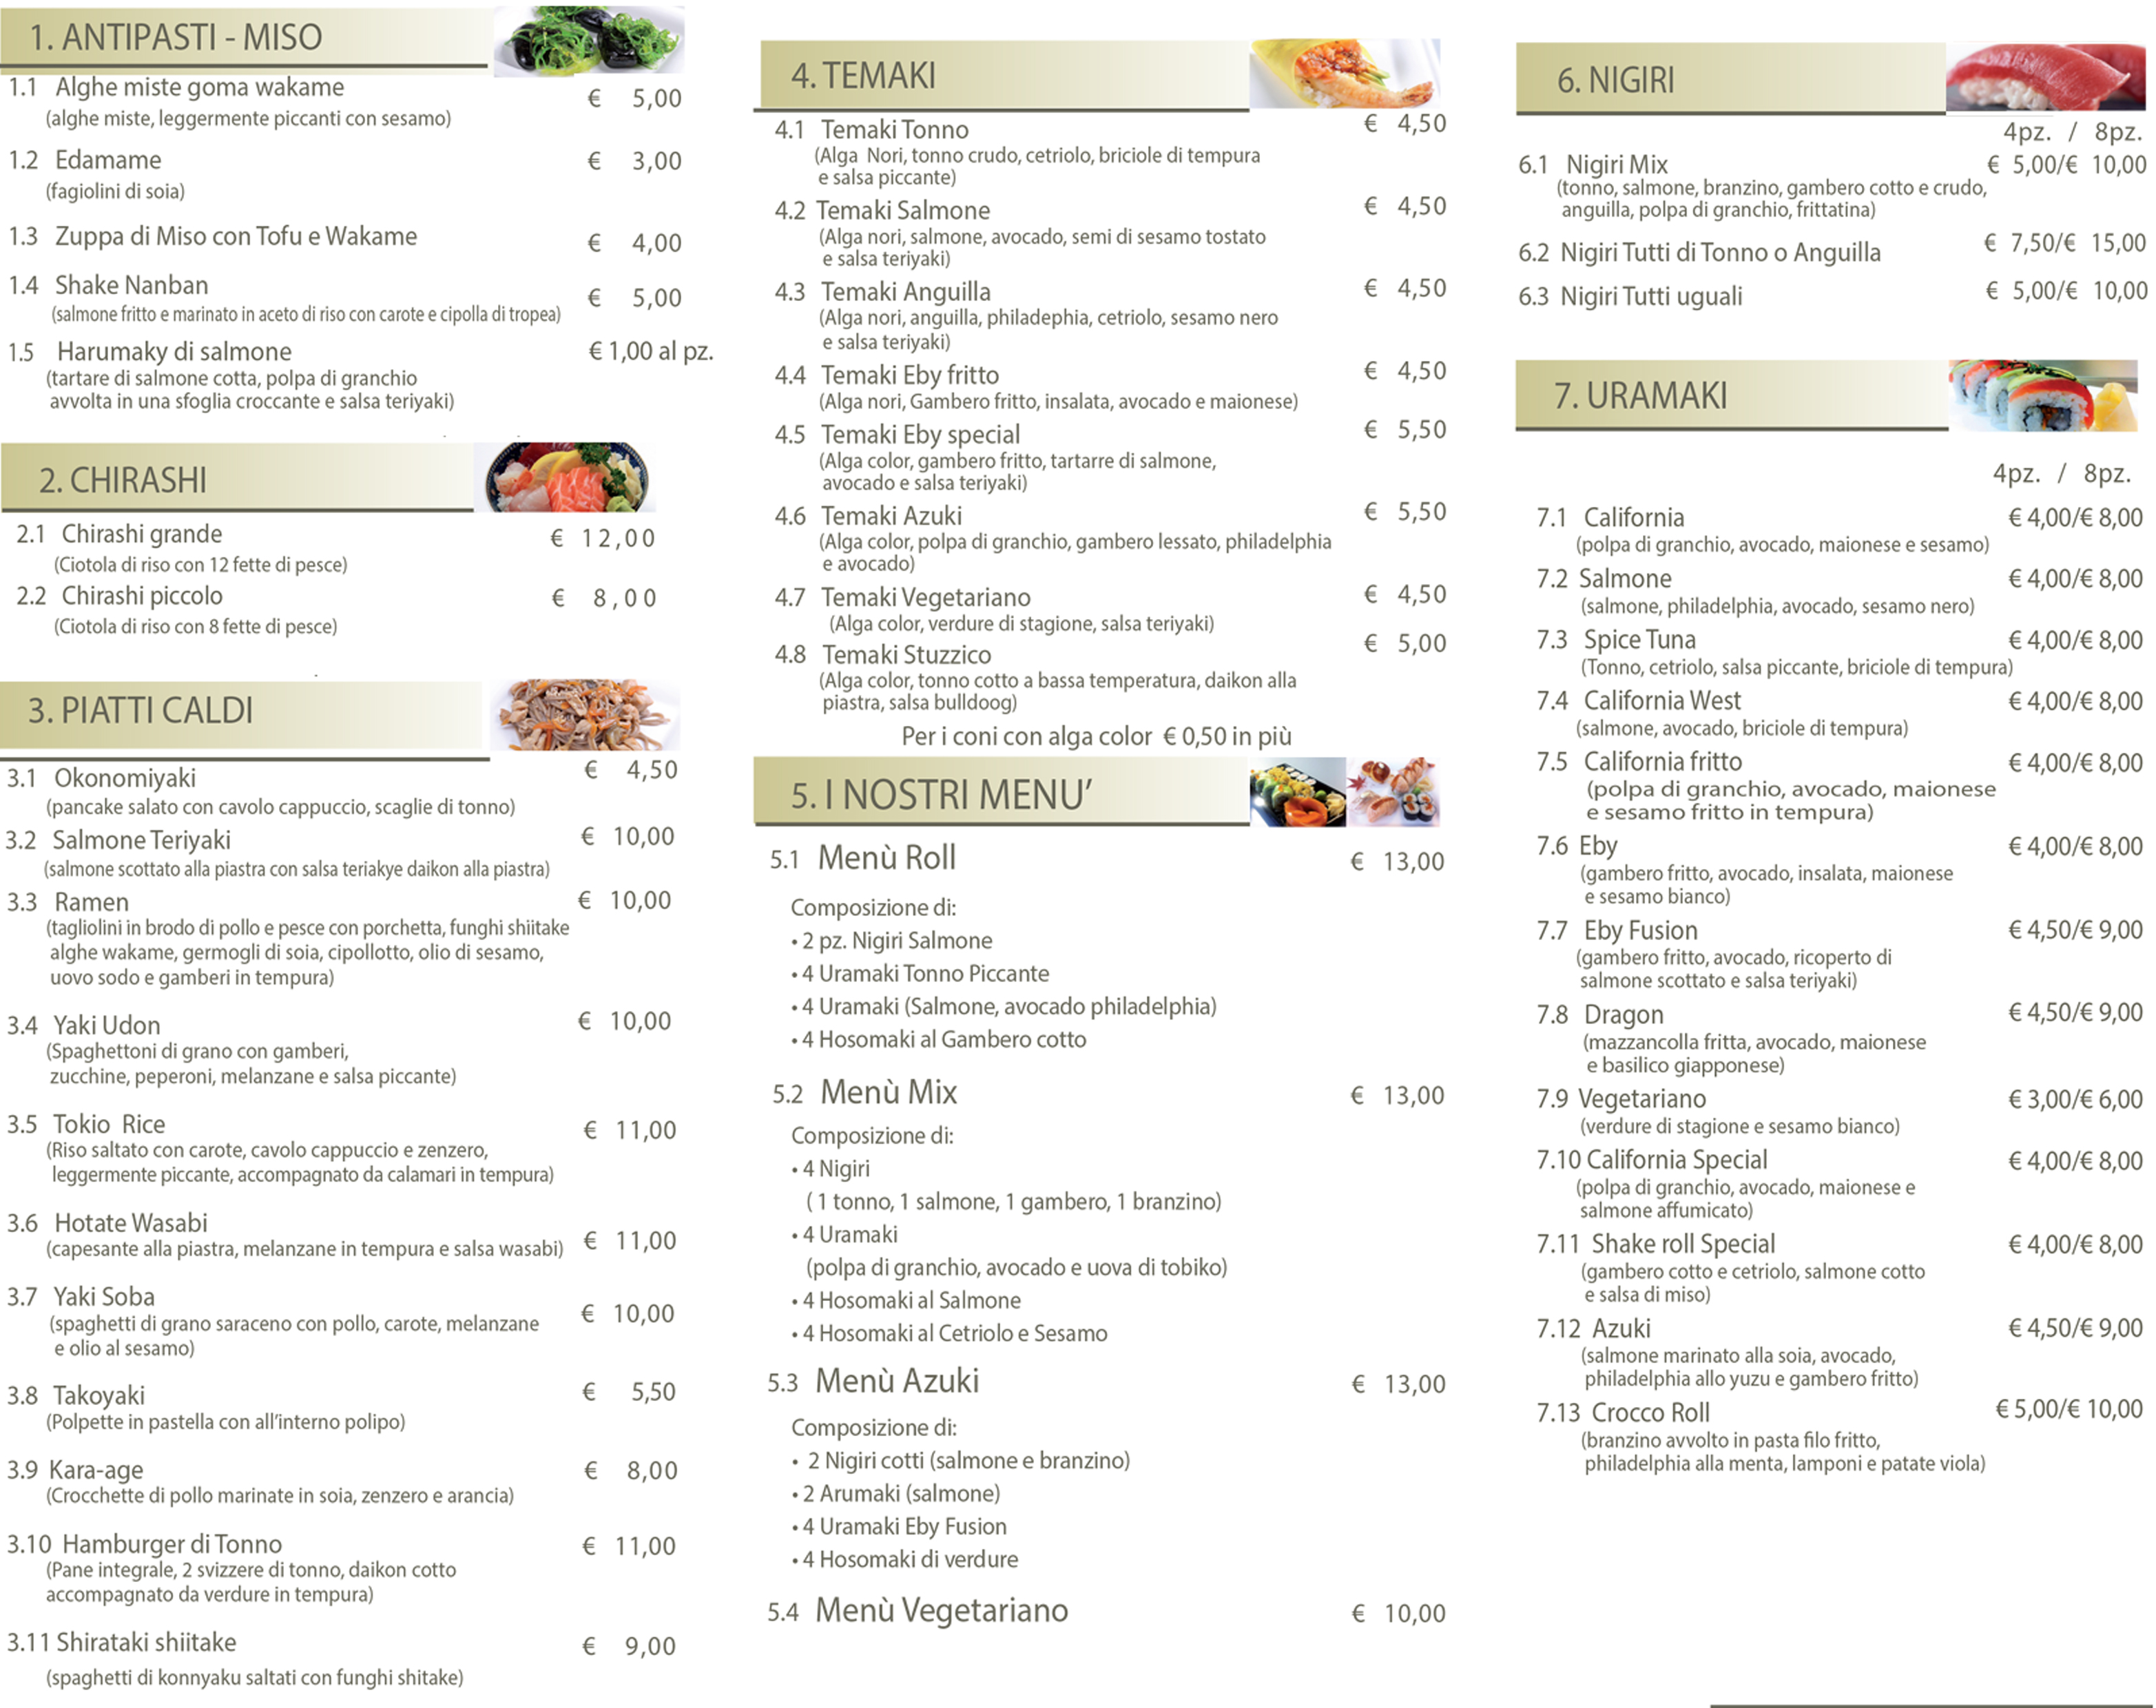 1. ANTIPASTI - MISO
1.1 Alghe miste goma wakame € 5,00
(alghe miste, leggermente piccanti con sesamo)
1.2 Edamame € 3,00
(fagiolini di soia)
1.3 Zuppa di Miso con Tofu e Wakame € 4,00
1.4 Shake Nanban € 5,00
(salmone fritto e marinato in aceto di riso con carote e cipolla di tropea)
1.5 Harumaky di salmone € 1,00 al pz.
(tartare di salmone cotta, polpa di granchio
avvolta in una sfoglia croccante e salsa teriyaki)
2. CHIRASHI
2.1 Chirashi grande € 12,00
(Ciotola di riso con 12 fette di pesce)
2.2 Chirashi piccolo € 8,00
(Ciotola di riso con 8 fette di pesce)
3. PIATTI CALDI
3.1 Okonomiyaki € 4,50
(pancake salato con cavolo cappuccio, scaglie di tonno)
3.2 Salmone Teriyaki € 10,00
(salmone scottato alla piastra con salsa teriakye daikon alla piastra)
3.3 Ramen € 10,00
(tagliolini in brodo di pollo e pesce con porchetta, funghi shiitake
alghe wakame, germogli di soia, cipollotto, olio di sesamo,
uovo sodo e gamberi in tempura)
3.4 Yaki Udon € 10,00
(Spaghettoni di grano con gamberi,
zucchine, peperoni, melanzane e salsa piccante)
3.5 Tokio Rice € 11,00
(Riso saltato con carote, cavolo cappuccio e zenzero,
leggermente piccante, accompagnato da calamari in tempura)
3.6 Hotate Wasabi € 11,00
(capesante alla piastra, melanzane in tempura e salsa wasabi)
3.7 Yaki Soba € 10,00
(spaghetti di grano saraceno con pollo, carote, melanzane
e olio al sesamo)
3.8 Takoyaki € 5,50
(Polpette in pastella con all'interno polipo)
3.9 Kara-age € 8,00
(Crocchette di pollo marinate in soia, zenzero e arancia)
3.10 Hamburger di Tonno € 11,00
(Pane integrale, 2 svizzere di tonno, daikon cotto
accompagnato da verdure in tempura)
3.11 Shirataki shiitake € 9,00
(spaghetti di konnyaku saltati con funghi shitake)
4. TEMAKI
4.1 Temaki Tonno € 4,50
(Alga Nori, tonno crudo, cetriolo, briciole di tempura
e salsa piccante)
4.2 Temaki Salmone € 4,50
(Alga nori, salmone, avocado, semi di sesamo tostato
e salsa teriyaki)
4.3 Temaki Anguilla € 4,50
(Alga nori, anguilla, philadephia, cetriolo, sesamo nero
e salsa teriyaki)
4.4 Temaki Eby fritto € 4,50
(Alga nori, Gambero fritto, insalata, avocado e maionese)
4.5 Temaki Eby special € 5,50
(Alga color, gambero fritto, tartarre di salmone,
avocado e salsa teriyaki)
4.6 Temaki Azuki € 5,50
(Alga color, polpa di granchio, gambero lessato, philadelphia
e avocado)
4.7 Temaki Vegetariano € 4,50
(Alga color, verdure di stagione, salsa teriyaki)
4.8 Temaki Stuzzico € 5,00
(Alga color, tonno cotto a bassa temperatura, daikon alla
piastra, salsa bulldoog)
Per i coni con alga color € 0,50 in più
5. I NOSTRI MENU'
5.1 Menù Roll € 13,00
Composizione di:
• 2 pz. Nigiri Salmone
• 4 Uramaki Tonno Piccante
• 4 Uramaki (Salmone, avocado philadelphia)
• 4 Hosomaki al Gambero cotto
5.2 Menù Mix € 13,00
Composizione di:
• 4 Nigiri
( 1 tonno, 1 salmone, 1 gambero, 1 branzino)
• 4 Uramaki
(polpa di granchio, avocado e uova di tobiko)
• 4 Hosomaki al Salmone
• 4 Hosomaki al Cetriolo e Sesamo
5.3 Menù Azuki € 13,00
Composizione di:
• 2 Nigiri cotti (salmone e branzino)
• 2 Arumaki (salmone)
• 4 Uramaki Eby Fusion
• 4 Hosomaki di verdure
5.4 Menù Vegetariano € 10,00
6. NIGIRI
4pz. / 8pz.
6.1 Nigiri Mix € 5,00/€ 10,00
(tonno, salmone, branzino, gambero cotto e crudo,
anguilla, polpa di granchio, frittatina)
6.2 Nigiri Tutti di Tonno o Anguilla € 7,50/€ 15,00
6.3 Nigiri Tutti uguali € 5,00/€ 10,00
7. URAMAKI
4pz. / 8pz.
7.1 California € 4,00/€ 8,00
(polpa di granchio, avocado, maionese e sesamo)
7.2 Salmone € 4,00/€ 8,00
(salmone, philadelphia, avocado, sesamo nero)
7.3 Spice Tuna € 4,00/€ 8,00
(Tonno, cetriolo, salsa piccante, briciole di tempura)
7.4 California West € 4,00/€ 8,00
(salmone, avocado, briciole di tempura)
7.5 California fritto € 4,00/€ 8,00
(polpa di granchio, avocado, maionese
e sesamo fritto in tempura)
7.6 Eby € 4,00/€ 8,00
(gambero fritto, avocado, insalata, maionese
e sesamo bianco)
7.7 Eby Fusion € 4,50/€ 9,00
(gambero fritto, avocado, ricoperto di
salmone scottato e salsa teriyaki)
7.8 Dragon € 4,50/€ 9,00
(mazzancolla fritta, avocado, maionese
e basilico giapponese)
7.9 Vegetariano € 3,00/€ 6,00
(verdure di stagione e sesamo bianco)
7.10 California Special € 4,00/€ 8,00
(polpa di granchio, avocado, maionese e
salmone affumicato)
7.11 Shake roll Special € 4,00/€ 8,00
(gambero cotto e cetriolo, salmone cotto
e salsa di miso)
7.12 Azuki € 4,50/€ 9,00
(salmone marinato alla soia, avocado,
philadelphia allo yuzu e gambero fritto)
7.13 Crocco Roll € 5,00/€ 10,00
(branzino avvolto in pasta filo fritto,
philadelphia alla menta, lamponi e patate viola)